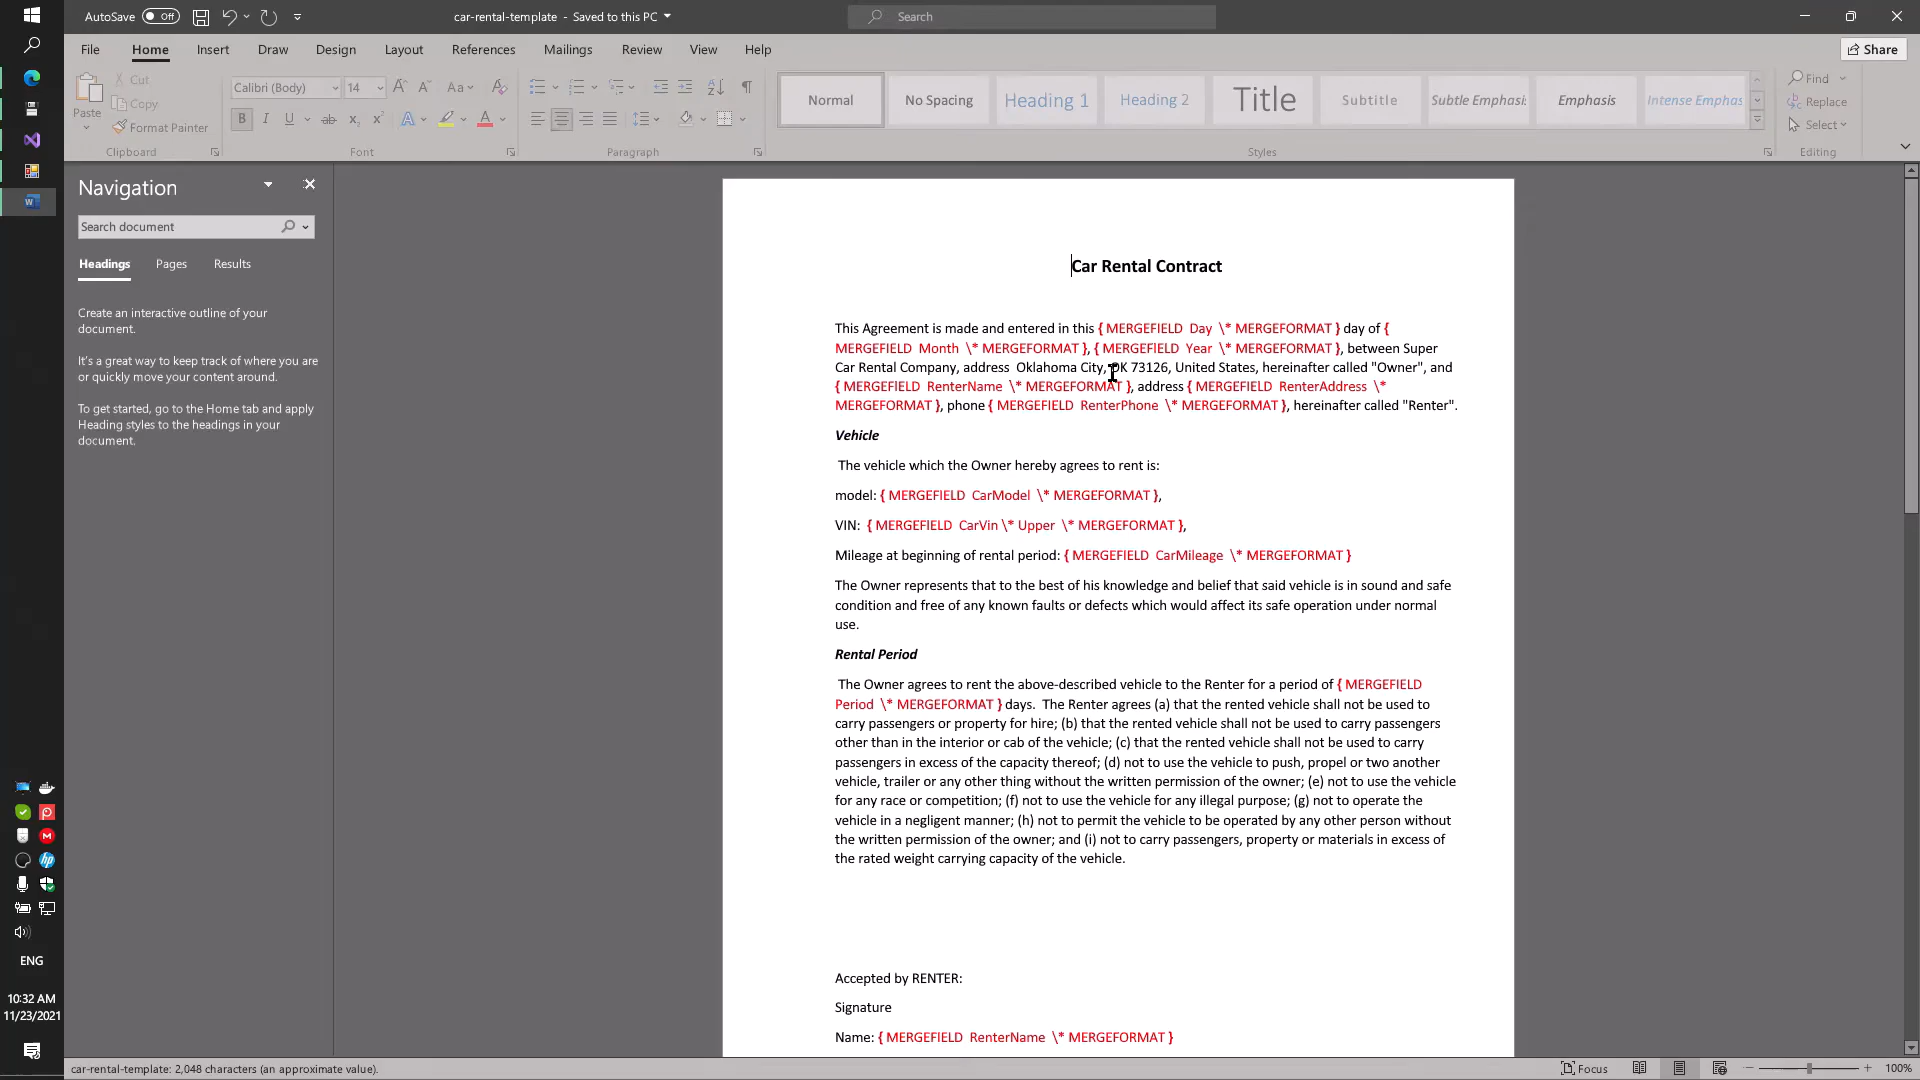 AutoSave Off car-rental-template - Saved to this PC Search
File Home Insert Draw Design Layout References Mailings Review View Help Share
Paste
Cut
Copy
Format Painter
Clipboard
Calibri (Body) 14
Font
Paragraph
Normal No Spacing Heading 1 Heading 2 Title Subtitle Subtle Emphasi: Emphasis Intense Emphas
Styles
Find
Replace
Select
Editing
Navigation
Search document
Headings Pages Results
Create an interactive outline of your
document.
It's a great way to keep track of where you are
or quickly move your content around.
To get started, go to the Home tab and apply
Heading styles to the headings in your
document.
Car Rental Contract
This Agreement is made and entered in this { MERGEFIELD Day \* MERGEFORMAT } day of {
MERGEFIELD Month \* MERGEFORMAT }, { MERGEFIELD Year \* MERGEFORMAT }, between Super
Car Rental Company, address Oklahoma City, OK 73126, United States, hereinafter called "Owner", and
{ MERGEFIELD RenterName \* MERGEFORMAT }, address { MERGEFIELD RenterAddress \*
MERGEFORMAT }, phone { MERGEFIELD RenterPhone \* MERGEFORMAT }, hereinafter called "Renter".
Vehicle
The vehicle which the Owner hereby agrees to rent is:
model: { MERGEFIELD CarModel \* MERGEFORMAT },
VIN: { MERGEFIELD CarVin \* Upper \* MERGEFORMAT },
Mileage at beginning of rental period: { MERGEFIELD CarMileage \* MERGEFORMAT }
The Owner represents that to the best of his knowledge and belief that said vehicle is in sound and safe
condition and free of any known faults or defects which would affect its safe operation under normal
use.
Rental Period
The Owner agrees to rent the above-described vehicle to the Renter for a period of { MERGEFIELD
Period \* MERGEFORMAT } days. The Renter agrees (a) that the rented vehicle shall not be used to
carry passengers or property for hire; (b) that the rented vehicle shall not be used to carry passengers
other than in the interior or cab of the vehicle; (c) that the rented vehicle shall not be used to carry
passengers in excess of the capacity thereof; (d) not to use the vehicle to push, propel or two another
vehicle, trailer or any other thing without the written permission of the owner; (e) not to use the vehicle
for any race or competition; (f) not to use the vehicle for any illegal purpose; (g) not to operate the
vehicle in a negligent manner; (h) not to permit the vehicle to be operated by any other person without
the written permission of the owner; and (i) not to carry passengers, property or materials in excess of
the rated weight carrying capacity of the vehicle.
Accepted by RENTER:
Signature
Name: { MERGEFIELD RenterName \* MERGEFORMAT }
ENG
10:32 AM
11/23/2021
car-rental-template: 2,048 characters (an approximate value).
Focus
100%